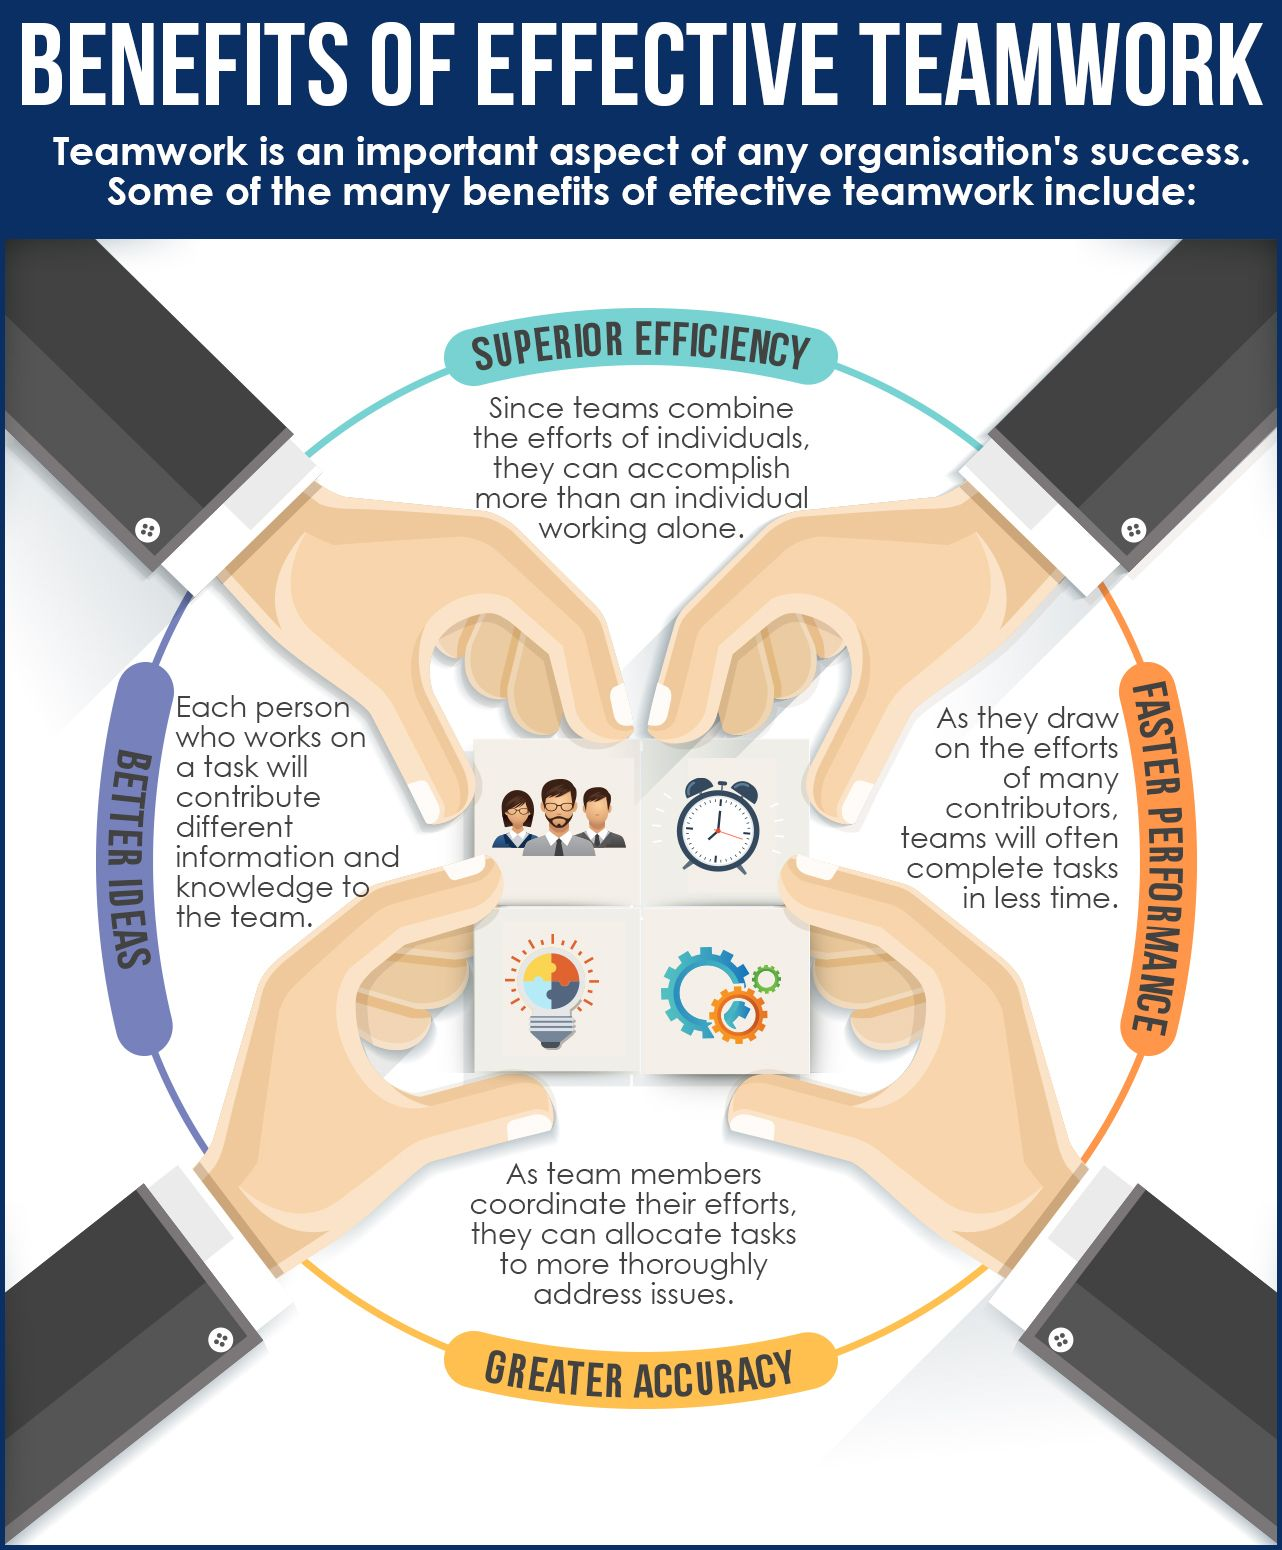 BENEFITS OF EFFECTIVE TEAMWORK
Teamwork is an important aspect of any organisation's success.
Some of the many benefits of effective teamwork include:
SUPERIOR EFFICIENCY
Since teams combine
the efforts of individuals,
they can accomplish
more than an individual
working alone.
BETTER IDEAS
Each person
who works on
a task will
contribute
different
information and
knowledge to
the team.
FASTER PERFORMANCE
As they draw
on the efforts
of many
contributors,
teams will often
complete tasks
in less time.
As team members
coordinate their efforts,
they can allocate tasks
to more thoroughly
address issues.
GREATER ACCURACY